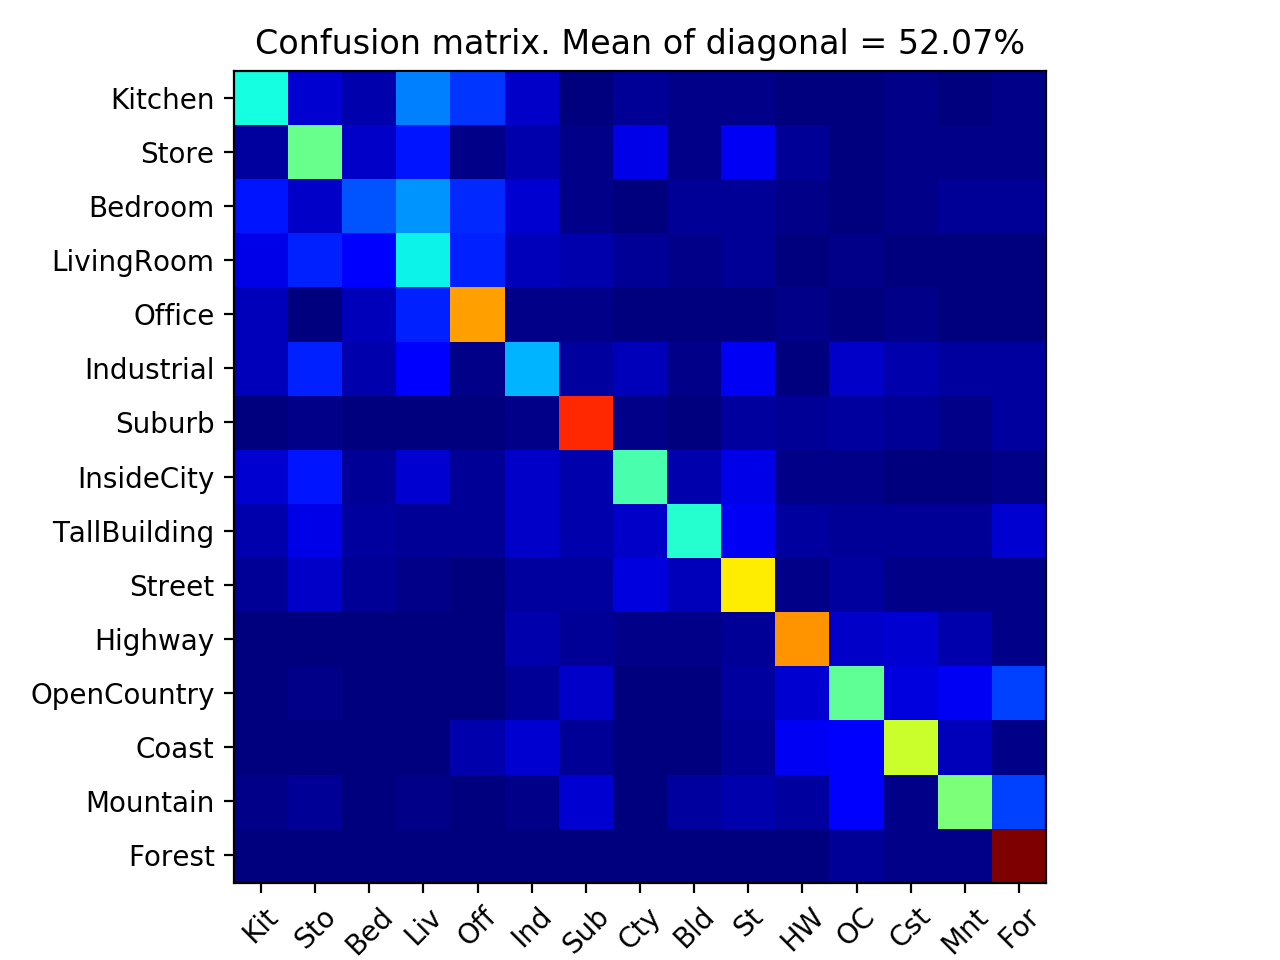 Confusion matrix. Mean of diagonal = 52.07%
Kitchen
Store
Bedroom
LivingRoom
Office
Industrial
Suburb
InsideCity
TallBuilding
Street
Highway
OpenCountry
Coast
Mountain
Forest
Kit Sto Bed Liv Off Ind Sub Cty Bld St HW OC Cst Mnt For